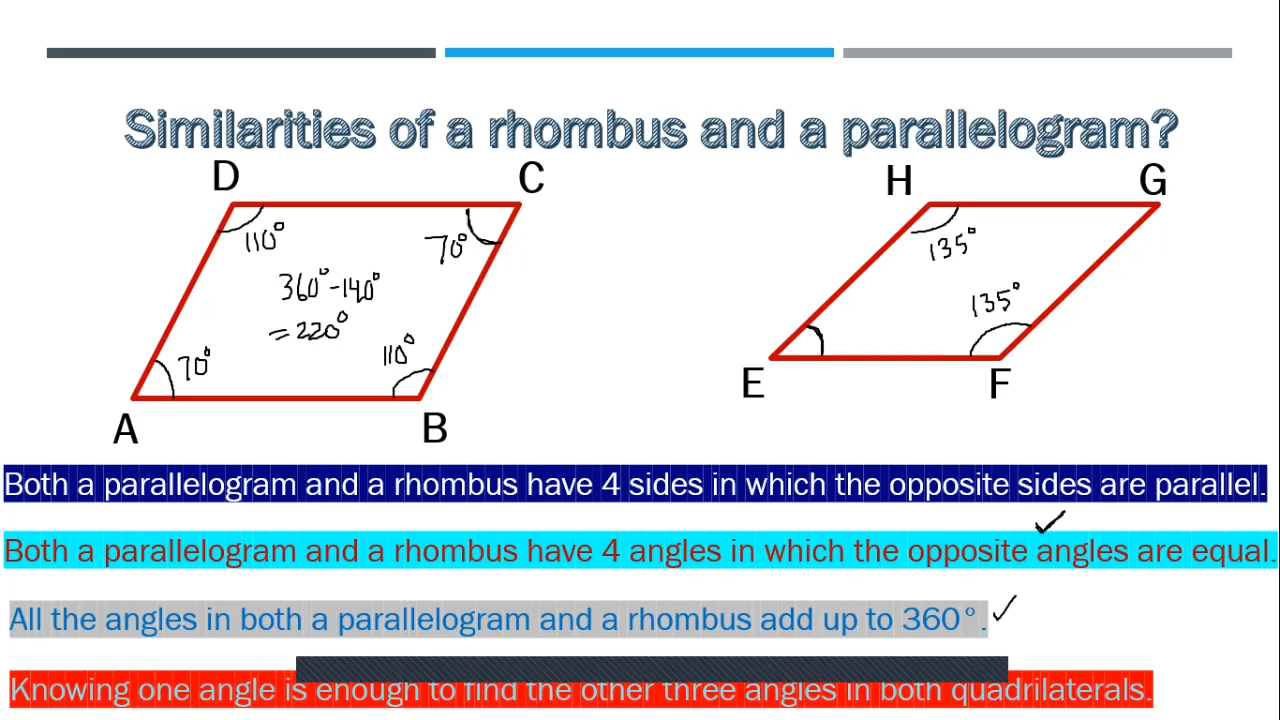 Similarities of a rhombus and a parallelogram?
D C H G
110° 70° 135°
360°-140°
=220°
135°
70° 110°
A B E F
Both a parallelogram and a rhombus have 4 sides in which the opposite sides are parallel.
Both a parallelogram and a rhombus have 4 angles in which the opposite angles are equal.
All the angles in both a parallelogram and a rhombus add up to 360°.
Knowing one angle is enough to find the other three angles in both quadrilaterals.